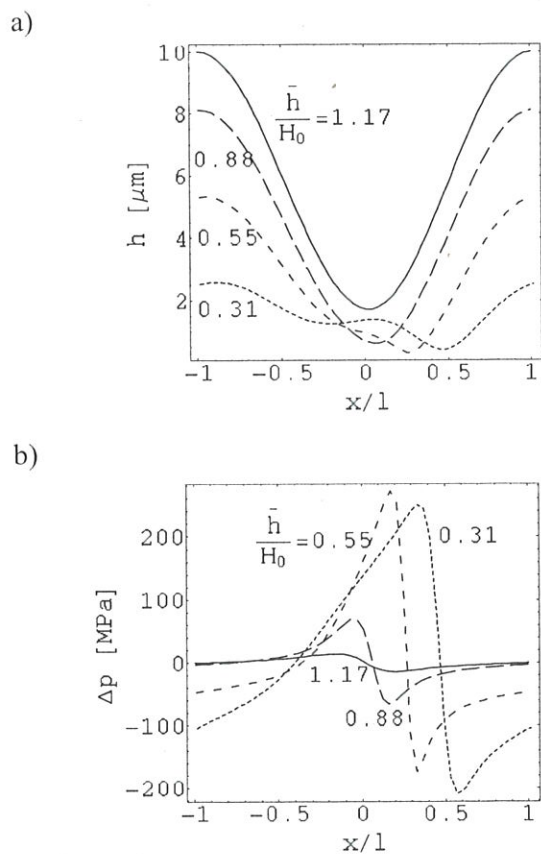 a)
10
8
6
4
2
h [μm]
h̄/H₀ = 1.17
0.88
0.55
0.31
-1 -0.5 0 0.5 1
x/l
b)
200
100
0
-100
-200
Δp [MPa]
h̄/H₀ = 0.55
0.31
1.17
0.88
-1 -0.5 0 0.5 1
x/l